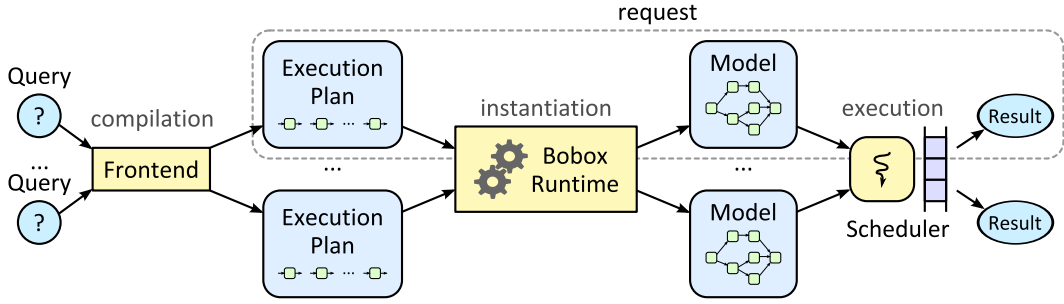 request
Query
?
...
Query
?
compilation
Frontend
Execution
Plan
...
...
Execution
Plan
...
instantiation
Bobox
Runtime
Model
...
Model
execution
Scheduler
Result
Result